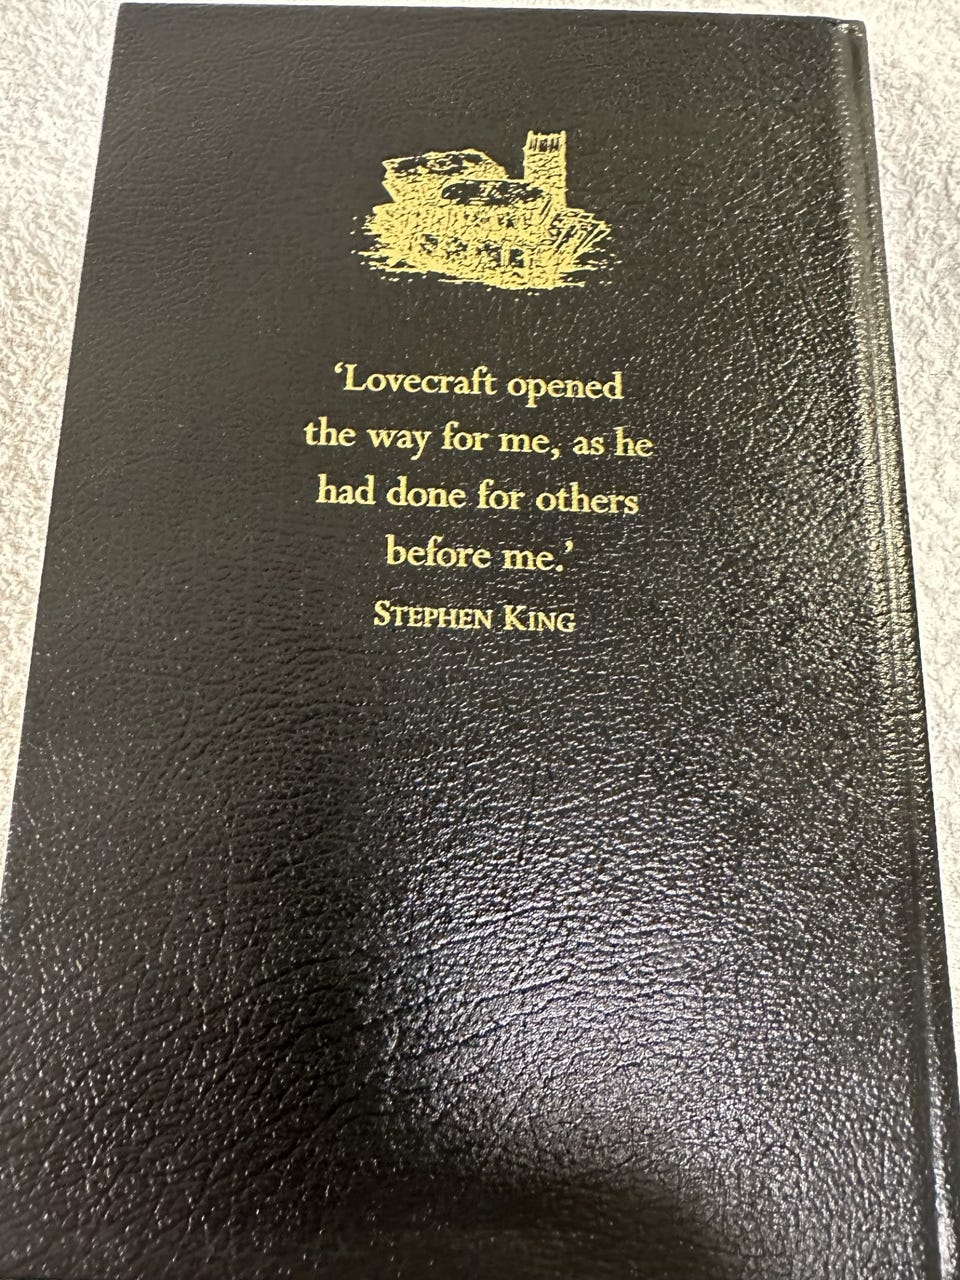 ‘Lovecraft opened
the way for me, as he
had done for others
before me.’
STEPHEN KING